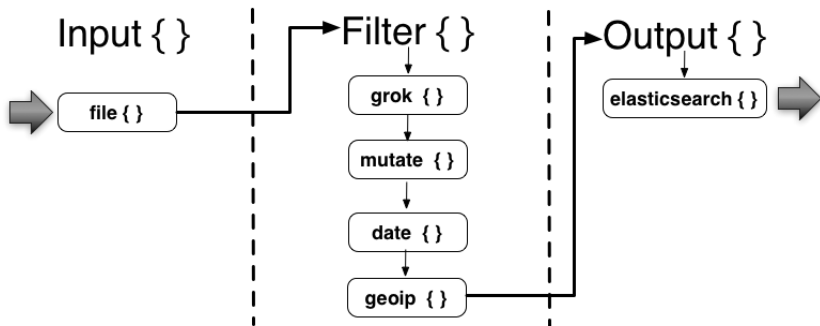 Input { }
file { }
Filter { }
grok { }
mutate { }
date { }
geoip { }
Output { }
elasticsearch { }